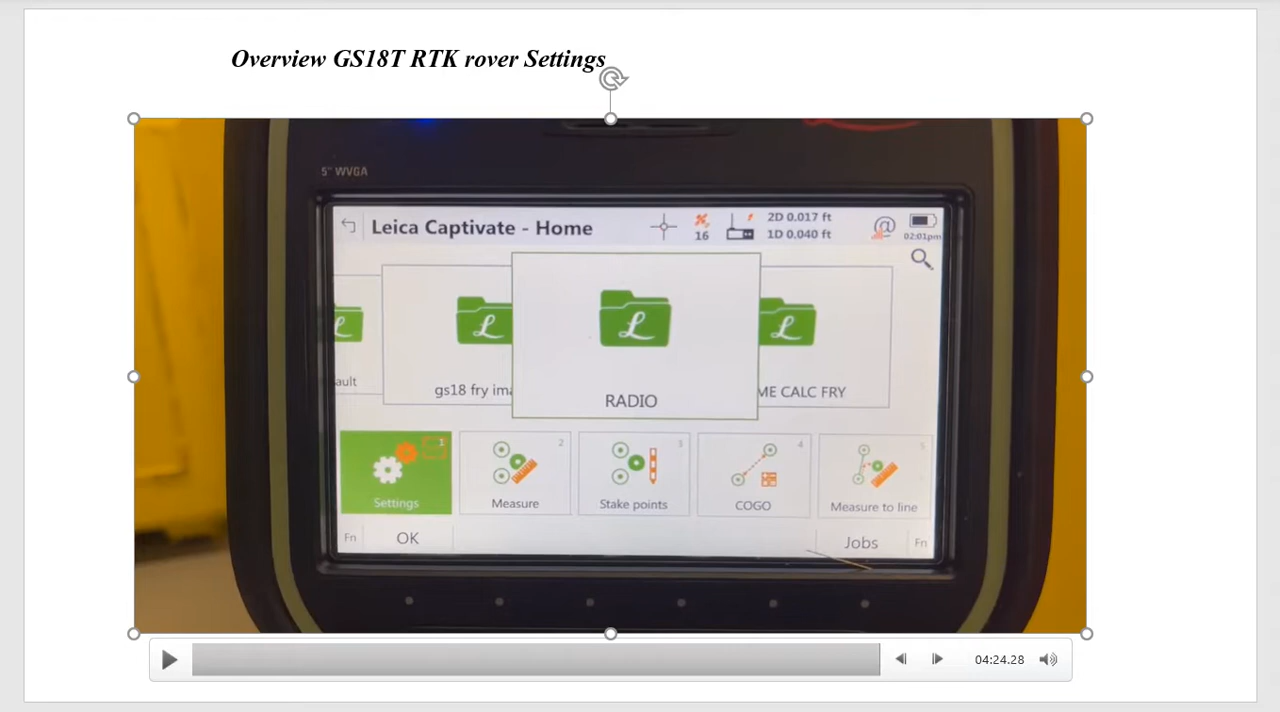 Overview GS18T RTK rover Settings
5" WVGA
Leica Captivate - Home
16
2D 0.017 ft
1D 0.040 ft
@
02:01pm
L
L
L
L
ault
gs18 fry ima
RADIO
ME CALC FRY
1
2
3
4
5
Settings
Measure
Stake points
COGO
Measure to line
Fn
OK
Jobs
Fn
04:24.28